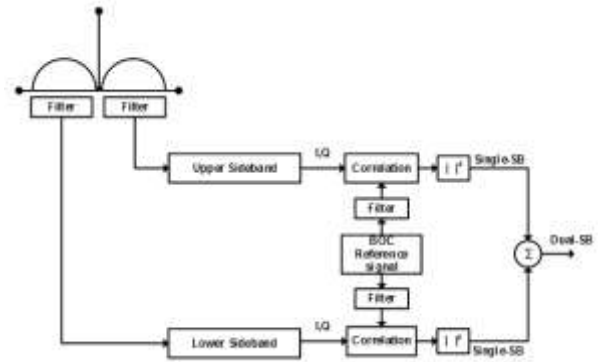 Filter Filter
Upper Sideband
I,Q
Correlation
| |²
Single-SB
Filter
BOC
Reference
signal
Σ
Dual-SB
Filter
Lower Sideband
I,Q
Correlation
| |²
Single-SB